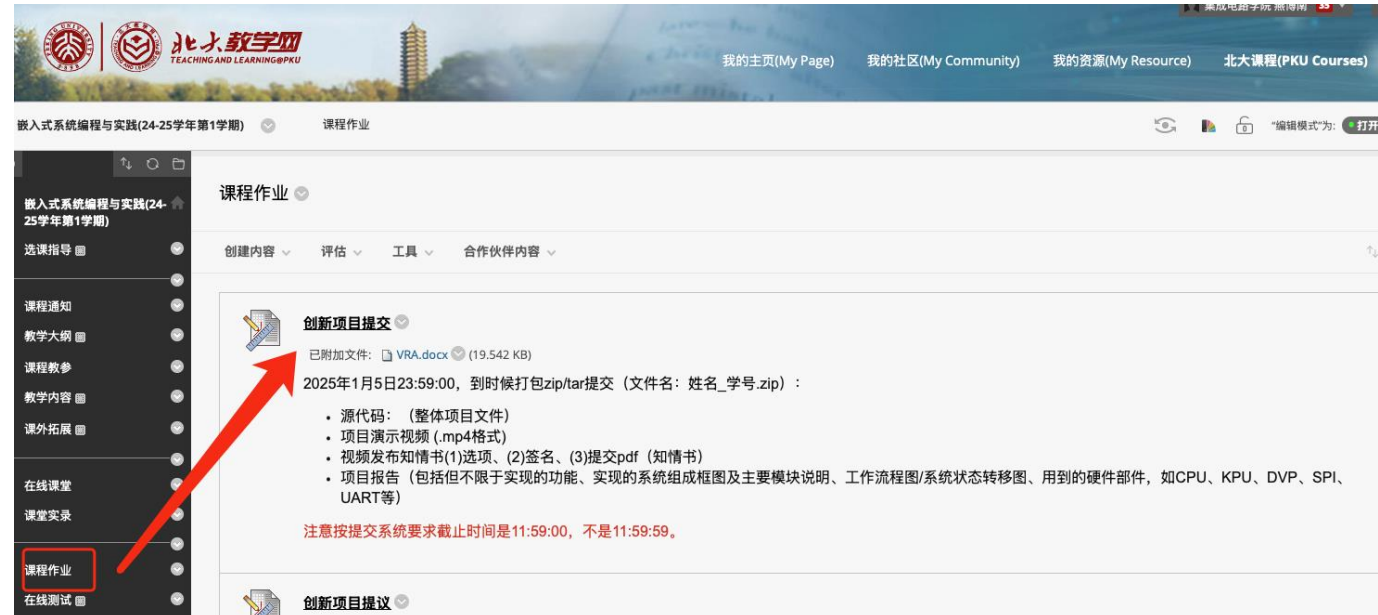 集成电路学院 熊博南 35
北大教学网
TEACHING AND LEARNING@PKU
我的主页(My Page) 我的社区(My Community) 我的资源(My Resource) 北大课程(PKU Courses)
嵌入式系统编程与实践(24-25学年第1学期) 课程作业
"编辑模式"为: 打开
嵌入式系统编程与实践(24-
25学年第1学期)
选课指导
课程通知
教学大纲
课程教参
教学内容
课外拓展
在线课堂
课堂实录
课程作业
在线测试
课程作业
创建内容 评估 工具 合作伙伴内容
创新项目提交
已附加文件: VRA.docx (19.542 KB)
2025年1月5日23:59:00，到时候打包zip/tar提交（文件名：姓名_学号.zip）:
• 源代码：（整体项目文件）
• 项目演示视频 (.mp4格式)
• 视频发布知情书(1)选项、(2)签名、(3)提交pdf（知情书）
• 项目报告（包括但不限于实现的功能、实现的系统组成框图及主要模块说明、工作流程图/系统状态转移图、用到的硬件部件，如CPU、KPU、DVP、SPI、
UART等）
注意按提交系统要求截止时间是11:59:00，不是11:59:59。
创新项目提议